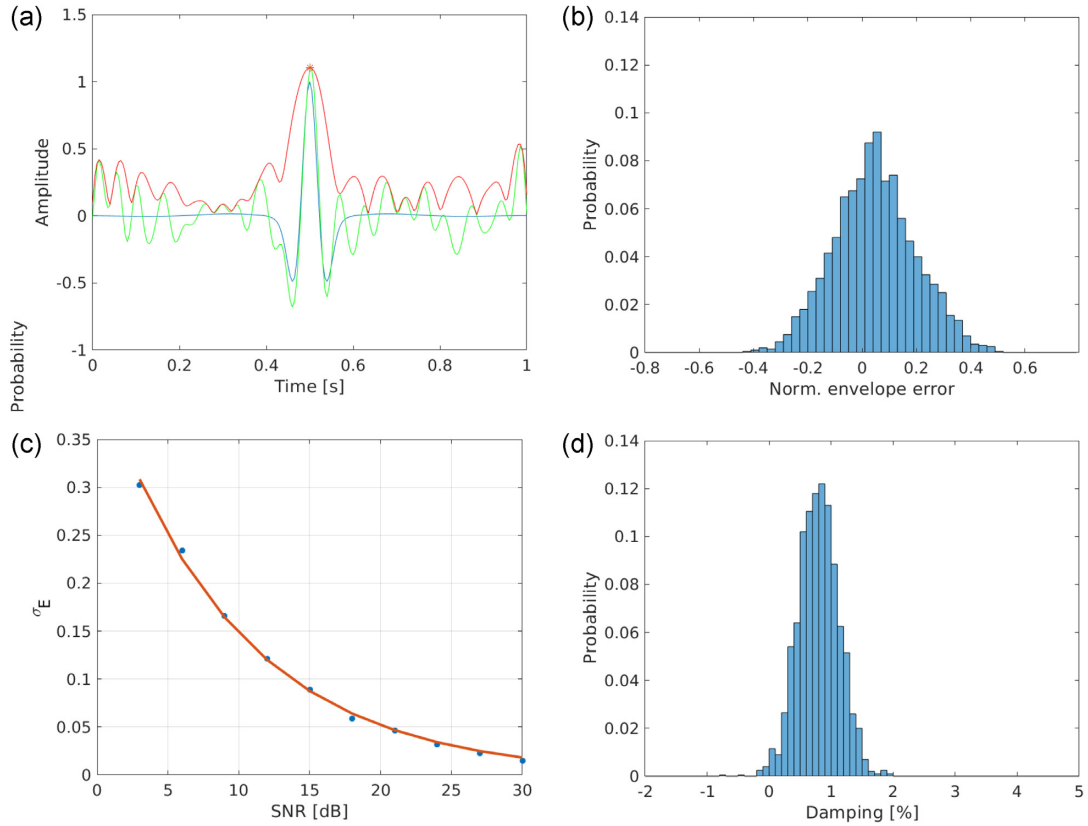 (a)
1.5
1
0.5
0
-0.5
-1
Amplitude
Probability
0 0.2 0.4 0.6 0.8 1
Time [s]
(b)
0.14
0.12
0.1
0.08
0.06
0.04
0.02
0
Probability
-0.8 -0.6 -0.4 -0.2 0 0.2 0.4 0.6
Norm. envelope error
(c)
0.35
0.3
0.25
0.2
0.15
0.1
0.05
0
σE
5 10 15 20 25 30
SNR [dB]
(d)
0.14
0.12
0.1
0.08
0.06
0.04
0.02
0
Probability
-2 -1 0 1 2 3 4 5
Damping [%]